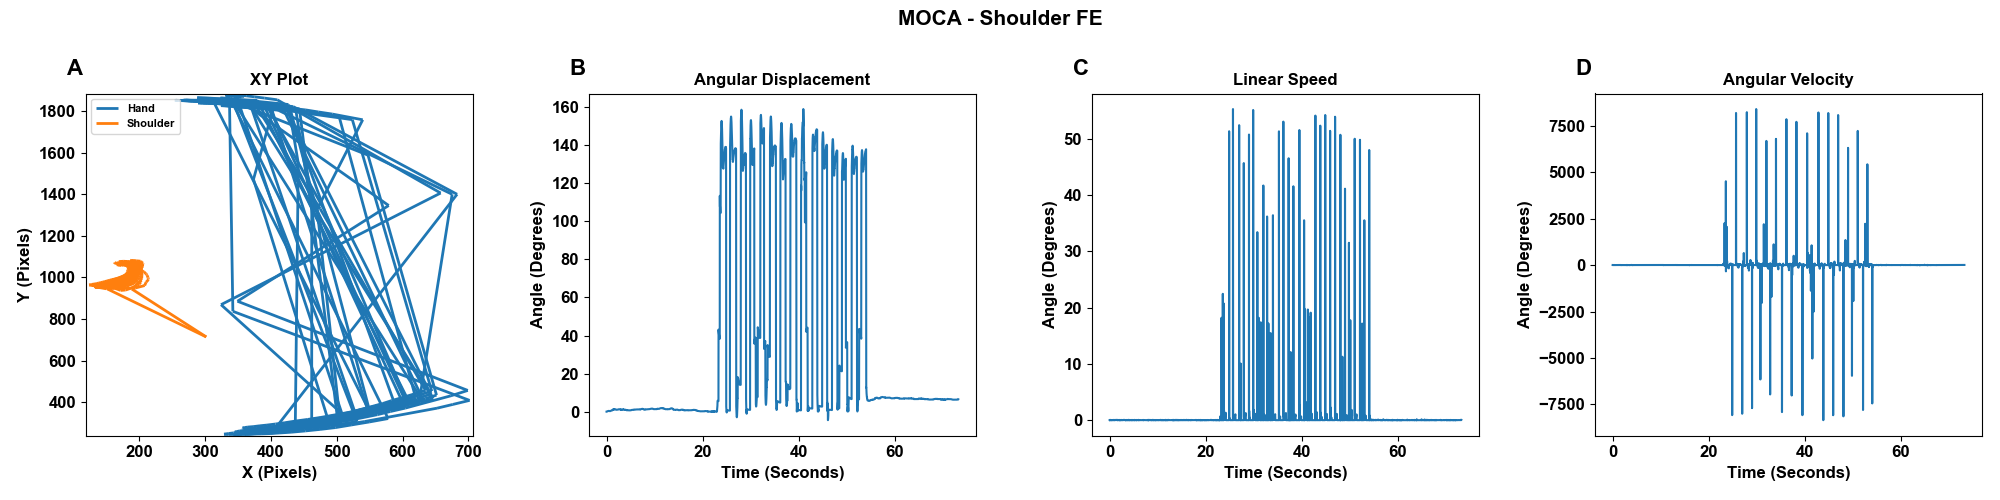 MOCA - Shoulder FE
A
XY Plot
Hand
Shoulder
1800
1600
1400
1200
1000
800
600
400
Y (Pixels)
200 300 400 500 600 700
X (Pixels)
B
Angular Displacement
160
140
120
100
80
60
40
20
0
Angle (Degrees)
0 20 40 60
Time (Seconds)
C
Linear Speed
50
40
30
20
10
0
Angle (Degrees)
0 20 40 60
Time (Seconds)
D
Angular Velocity
7500
5000
2500
0
−2500
−5000
−7500
Angle (Degrees)
0 20 40 60
Time (Seconds)